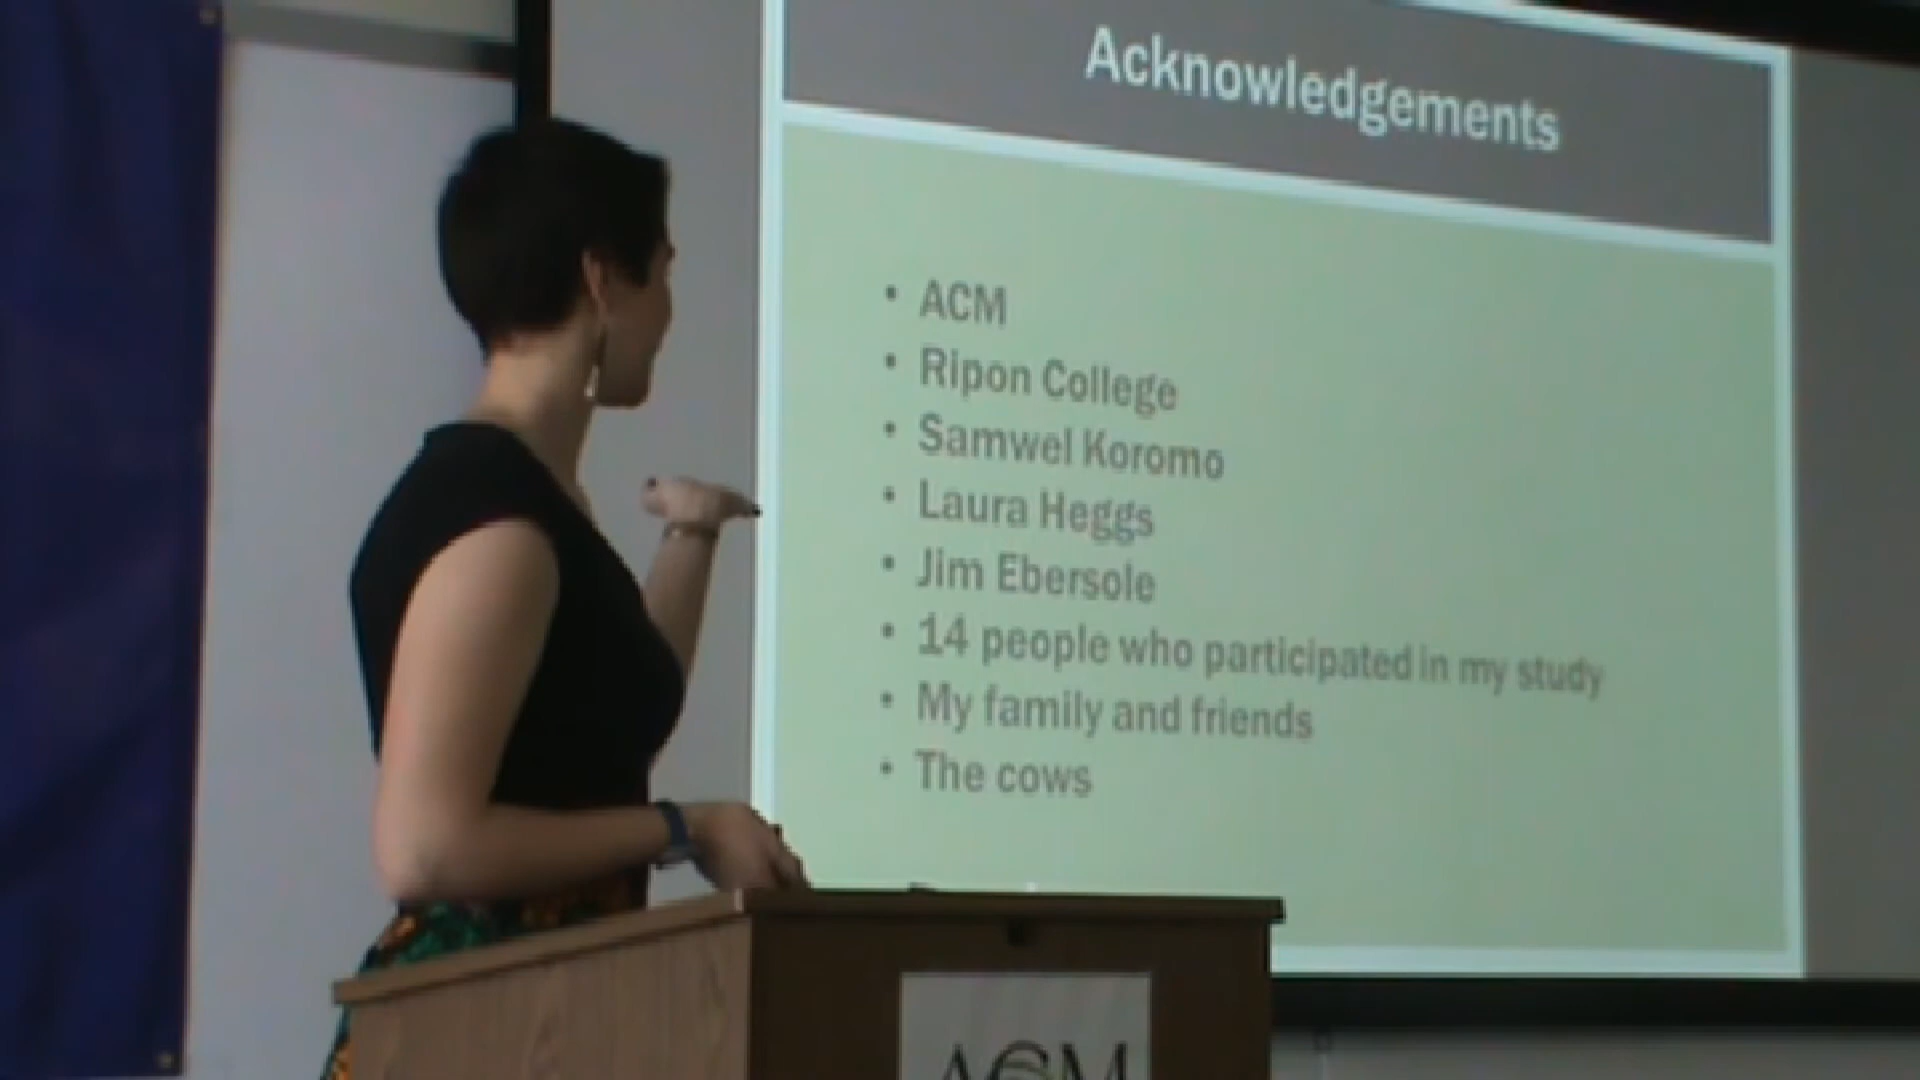 Acknowledgements
• ACM
• Ripon College
• Samwel Koromo
• Laura Heggs
• Jim Ebersole
• 14 people who participated in my study
• My family and friends
• The cows
ACM